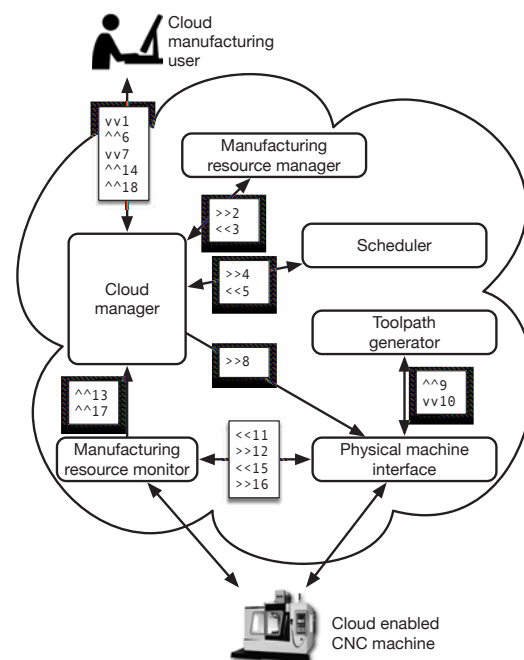 Cloud
manufacturing
user
vv1
^^6
vv7
^^14
^^18
Manufacturing
resource manager
>>2
<<3
Scheduler
>>4
<<5
Cloud
manager
Toolpath
generator
>>8
^^9
vv10
^^13
^^17
<<11
>>12
<<15
>>16
Manufacturing
resource monitor
Physical machine
interface
Cloud enabled
CNC machine